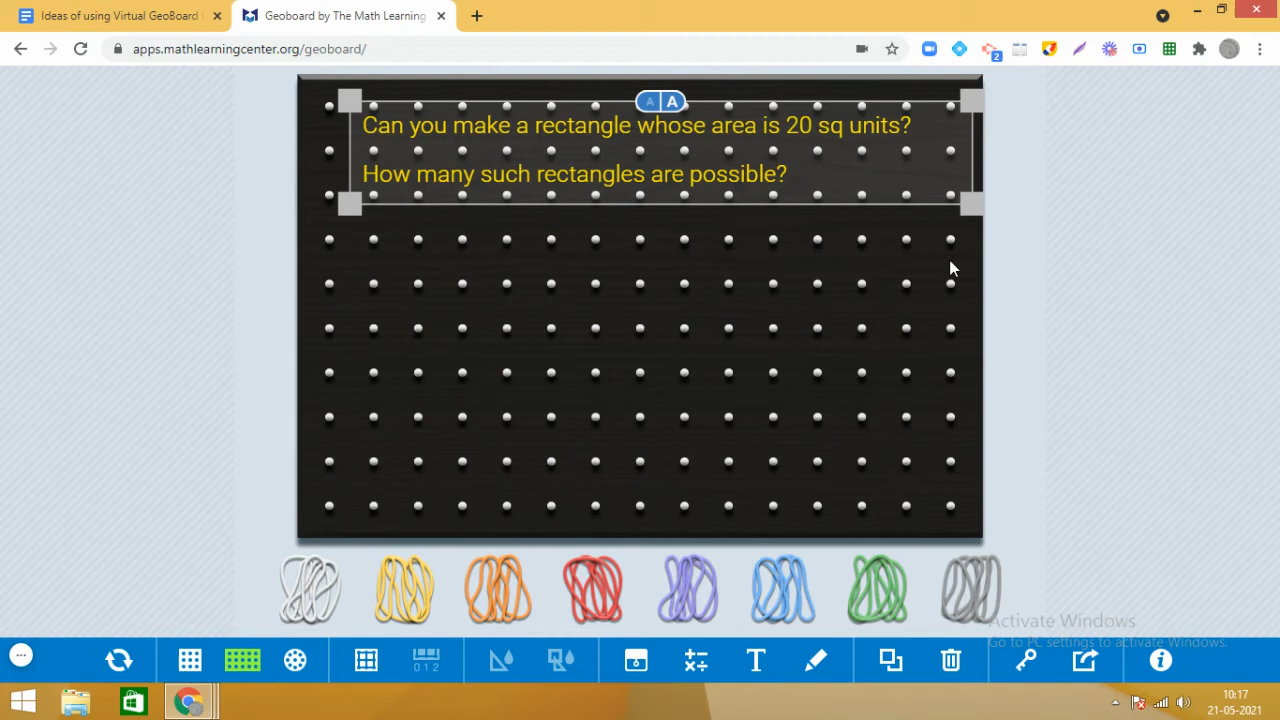 Ideas of using Virtual GeoBoard
Geoboard by The Math Learning
apps.mathlearningcenter.org/geoboard/
2
A A
Can you make a rectangle whose area is 20 sq units?
How many such rectangles are possible?
Activate Windows
Go to PC settings to activate Windows.
0 1 2
T
10:17
21-05-2021